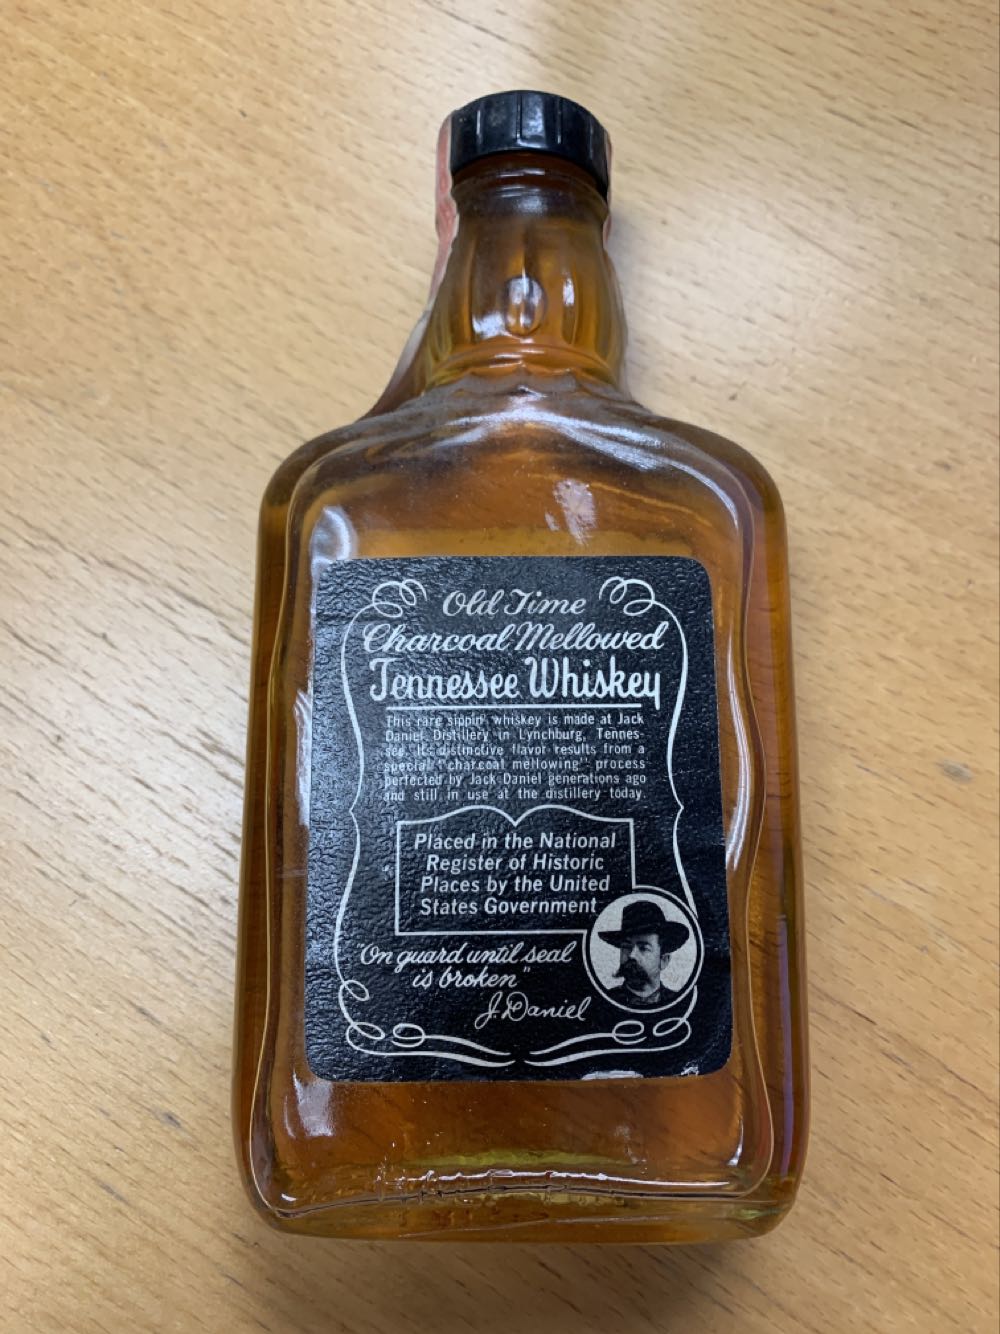 Old Time
Charcoal Mellowed
Tennessee Whiskey
This rare sippin' whiskey is made at Jack
Daniel Distillery in Lynchburg, Tennes-
see. Its distinctive flavor results from a
special "charcoal mellowing" process
perfected by Jack Daniel generations ago
and still in use at the distillery today.
Placed in the National
Register of Historic
Places by the United
States Government
"On guard until seal
is broken"
J. Daniel